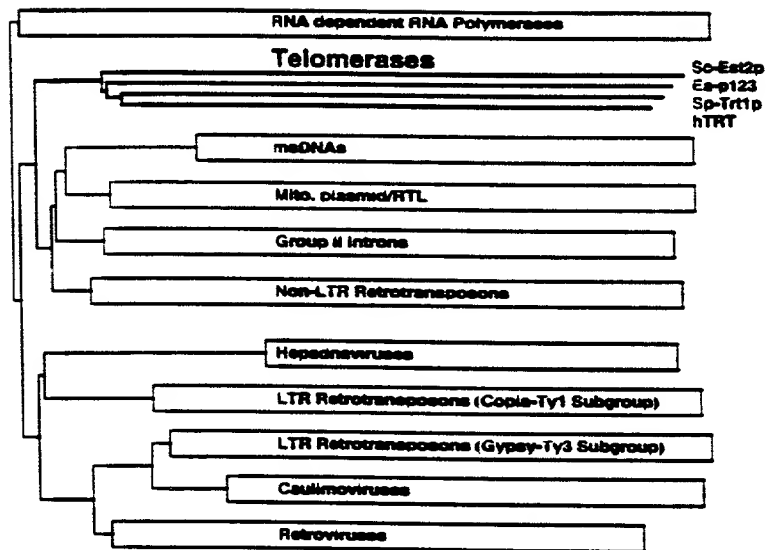 RNA dependent RNA Polymerases
Telomerases
Sc-Est2p
Ea-p123
Sp-Trt1p
hTRT
msDNAs
Mito. plasmid/RTL
Group II Introns
Non-LTR Retrotransposons
Hepadnaviruses
LTR Retrotransposons (Copia-Ty1 Subgroup)
LTR Retrotransposons (Gypsy-Ty3 Subgroup)
Caulimoviruses
Retroviruses